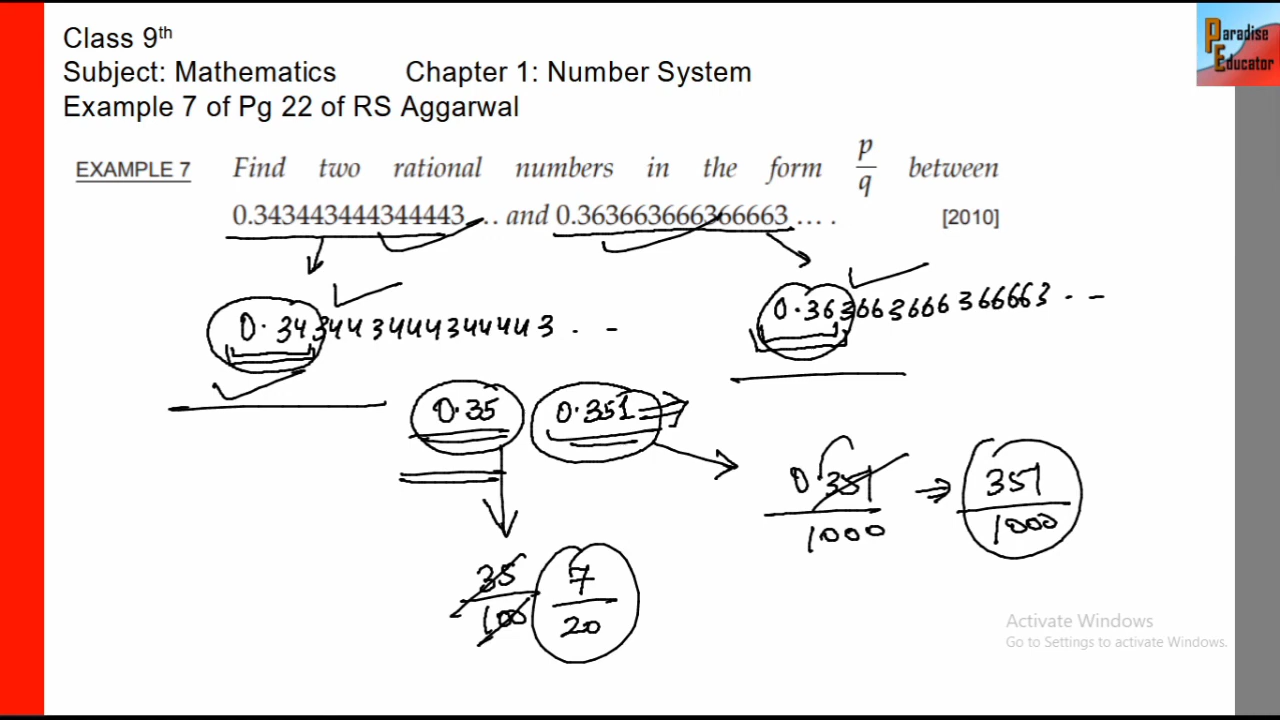 Paradise
Educator
Class 9th
Subject: Mathematics Chapter 1: Number System
Example 7 of Pg 22 of RS Aggarwal
EXAMPLE 7 Find two rational numbers in the form p/q between
0.343443444344443 ... and 0.363663666366663 ... . [2010]
0.343443444344443 . . –
0.363663666366663 . . –
0.35 0.351 ⇒
0.351/1000 ⇒ 351/1000
35/100 7/20
Activate Windows
Go to Settings to activate Windows.